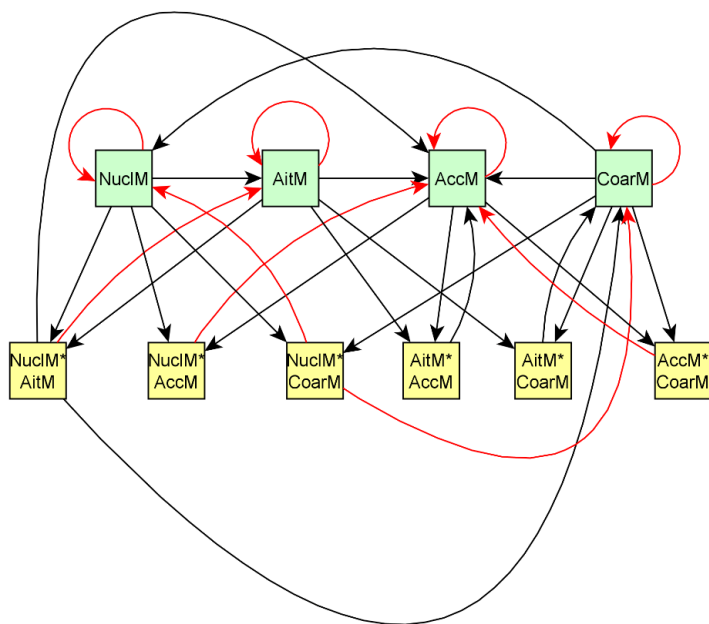 NuclM
AitM
AccM
CoarM
NuclM*
AitM
NuclM*
AccM
NuclM*
CoarM
AitM*
AccM
AitM*
CoarM
AccM*
CoarM